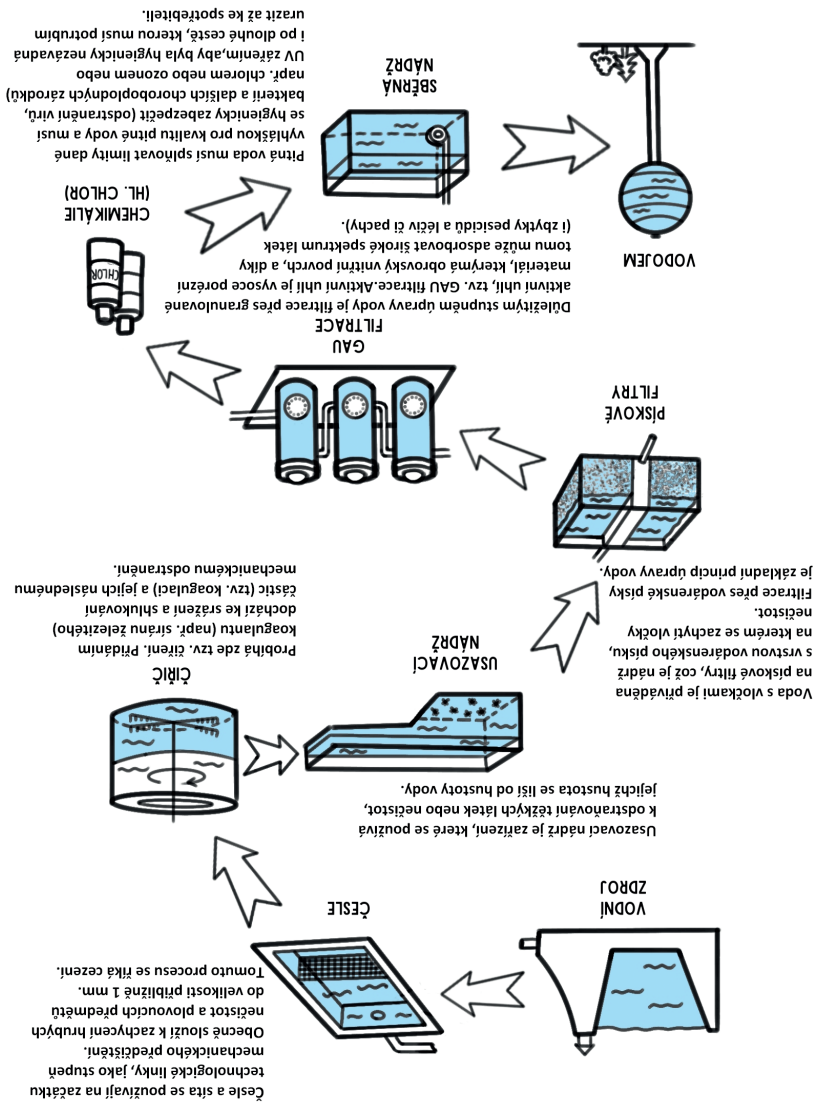 Česle a síta se používají na začátku
technologické linky, jako stupeň
mechanického předčištění.
Obecně slouží k zachycení hrubých
nečistot a plovoucích předmětů
do velikosti přibližně 1 mm.
Tomuto procesu se říká cezení.
VODNÍ
ZDROJ
ČESLE
Usazovací nádrž je zařízení, které se používá
k odstraňování těžkých látek nebo nečistot,
jejichž hustota se liší od hustoty vody.
ČIŘIČ
Probíhá zde tzv. čiření. Přidáním
koagulantu (např. síranu železitého)
dochází ke srážení a shlukování
částic (tzv. koagulaci) a jejich následnému
mechanickému odstranění.
USAZOVACÍ
NÁDRŽ
Voda s vločkami je přiváděna
na pískové filtry, což je nádrž
s vrstvou vodárenského písku,
na kterém se zachytí vločky
nečistot.
Filtrace přes vodárenské písky
je základní princip úpravy vody.
PÍSKOVÉ
FILTRY
GAU
FILTRACE
Důležitým stupněm úpravy vody je filtrace přes granulované
aktivní uhlí, tzv. GAU filtrace.Aktivní uhlí je vysoce porézní
materiál, kterýmá obrovský vnitřní povrch, a díky
tomu může adsorbovat široké spektrum látek
(i zbytky pesicidů a léčiv či pachy).
CHLOR
CHEMIKÁLIE
(HL. CHLOR)
Pitná voda musí splňovat limity dané
vyhláškou pro kvalitu pitné vody a musí
se hygienicky zabezpečit (odstranění virů,
bakterií a dalších choroboplodných zárodků)
např. chlorem nebo ozonem nebo
UV zářením,aby byla hygienicky nezávadná
i po dlouhé cestě, kterou musí potrubím
urazit až ke spotřebiteli.
SBĚRNÁ
NÁDRŽ
VODOJEM